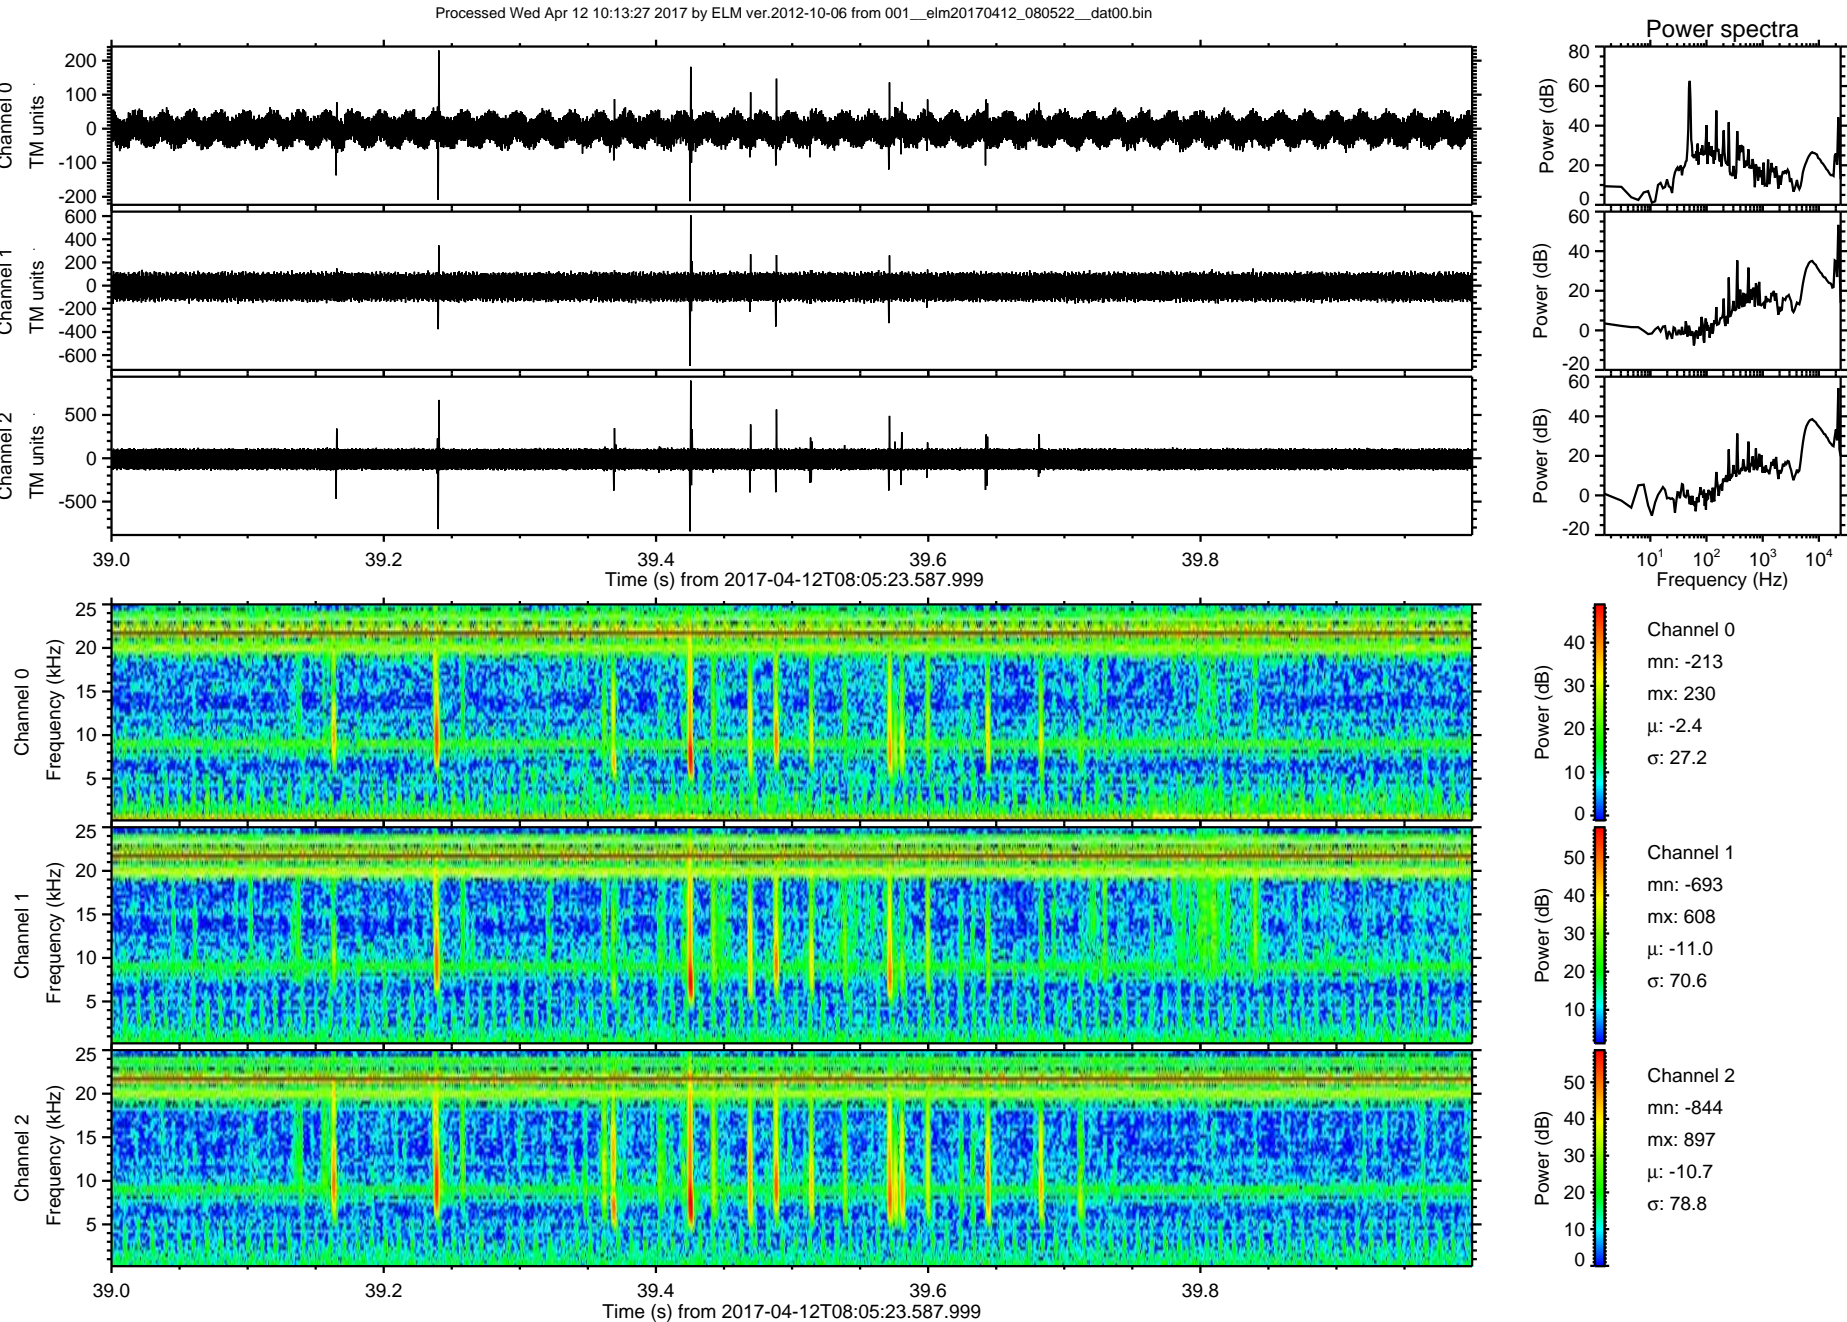 Processed Wed Apr 12 10:13:27 2017 by ELM ver.2012-10-06 from 001__elm20170412_080522__dat00.bin
Power spectra
Channel 0
TM units
200
100
0
-100
-200
Power (dB)
80
60
40
20
0
Channel 1
TM units
600
400
200
0
-200
-400
-600
Power (dB)
60
40
20
0
-20
Channel 2
TM units
500
0
-500
Power (dB)
60
40
20
0
-20
39.0 39.2 39.4 39.6 39.8
Time (s) from 2017-04-12T08:05:23.587.999
10¹ 10² 10³ 10⁴
Frequency (Hz)
Channel 0
Frequency (kHz)
25
20
15
10
5
Power (dB)
40
30
20
10
0
Channel 0
mn: -213
mx: 230
μ: -2.4
σ: 27.2
Channel 1
Frequency (kHz)
25
20
15
10
5
Power (dB)
50
40
30
20
10
Channel 1
mn: -693
mx: 608
μ: -11.0
σ: 70.6
Channel 2
Frequency (kHz)
25
20
15
10
5
Power (dB)
50
40
30
20
10
0
Channel 2
mn: -844
mx: 897
μ: -10.7
σ: 78.8
39.0 39.2 39.4 39.6 39.8
Time (s) from 2017-04-12T08:05:23.587.999